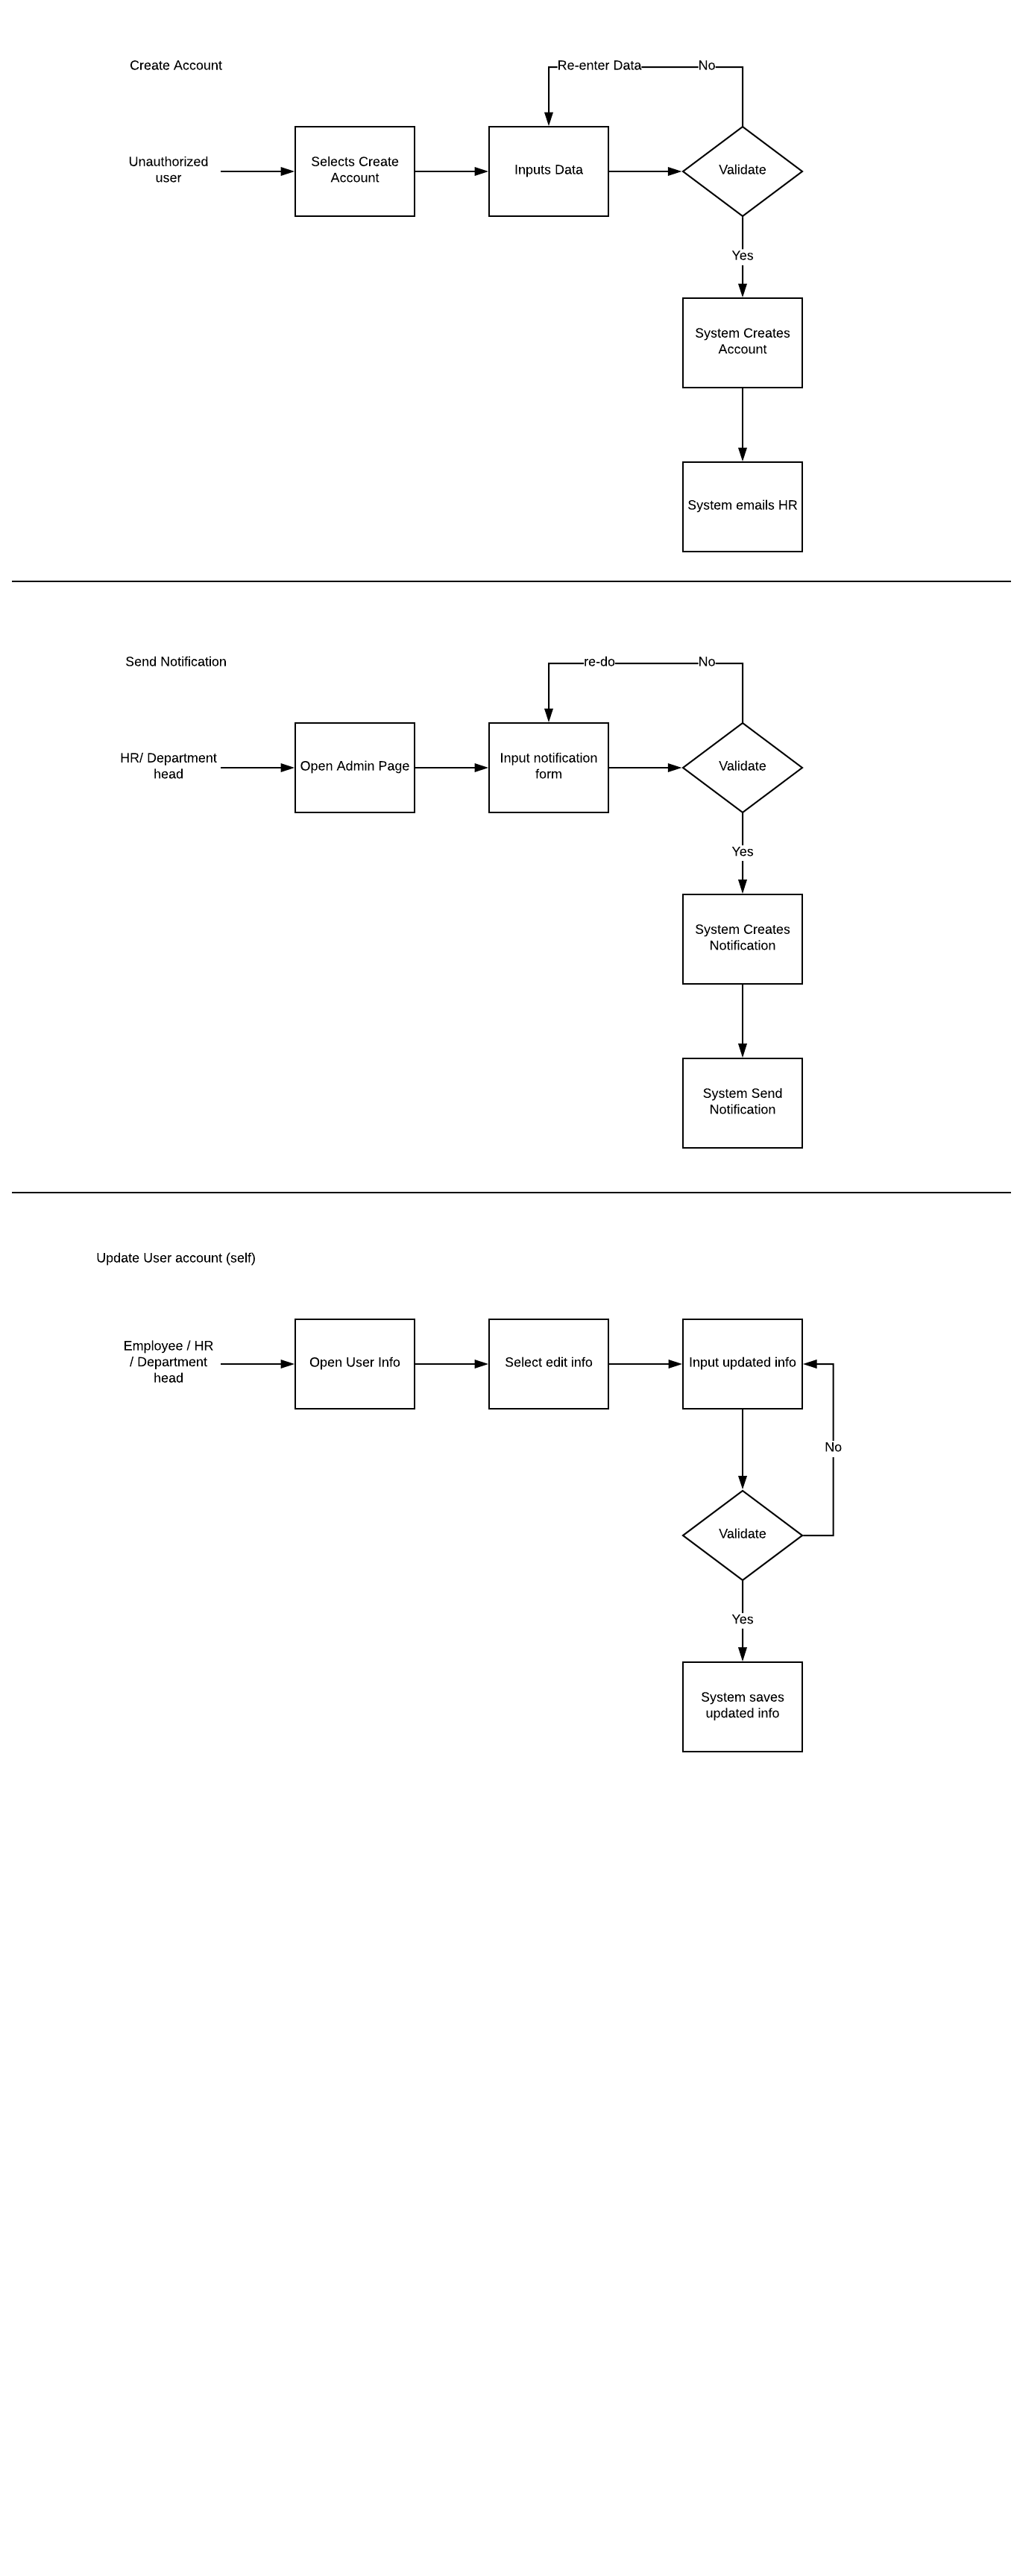 Create Account
Re-enter Data
No
Unauthorized
user
Selects Create
Account
Inputs Data
Validate
Yes
System Creates
Account
System emails HR
Send Notification
re-do
No
HR/ Department
head
Open Admin Page
Input notification
form
Validate
Yes
System Creates
Notification
System Send
Notification
Update User account (self)
Employee / HR
/ Department
head
Open User Info
Select edit info
Input updated info
No
Validate
Yes
System saves
updated info